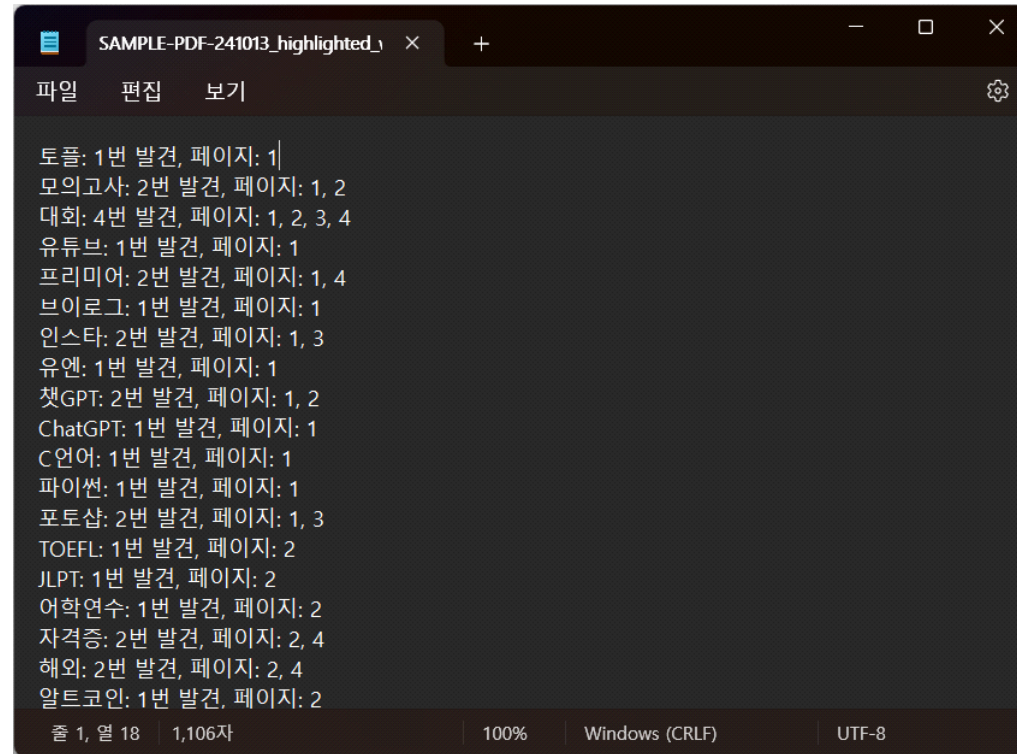 SAMPLE-PDF-241013_highlighted_
파일 편집 보기
토플: 1번 발견, 페이지: 1
모의고사: 2번 발견, 페이지: 1, 2
대회: 4번 발견, 페이지: 1, 2, 3, 4
유튜브: 1번 발견, 페이지: 1
프리미어: 2번 발견, 페이지: 1, 4
브이로그: 1번 발견, 페이지: 1
인스타: 2번 발견, 페이지: 1, 3
유엔: 1번 발견, 페이지: 1
챗GPT: 2번 발견, 페이지: 1, 2
ChatGPT: 1번 발견, 페이지: 1
C언어: 1번 발견, 페이지: 1
파이썬: 1번 발견, 페이지: 1
포토샵: 2번 발견, 페이지: 1, 3
TOEFL: 1번 발견, 페이지: 2
JLPT: 1번 발견, 페이지: 2
어학연수: 1번 발견, 페이지: 2
자격증: 2번 발견, 페이지: 2, 4
해외: 2번 발견, 페이지: 2, 4
알트코인: 1번 발견, 페이지: 2
줄 1, 열 18 1,106자 100% Windows (CRLF) UTF-8